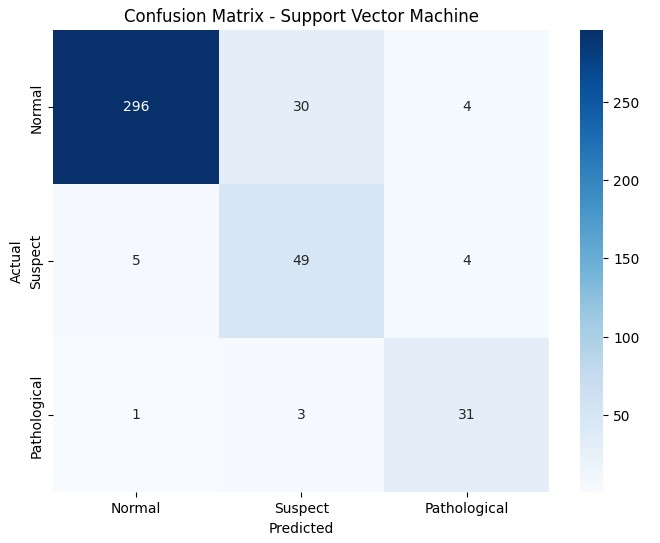 Confusion Matrix - Support Vector Machine
Actual
Normal
Suspect
Pathological
296 30 4
5 49 4
1 3 31
Normal Suspect Pathological
Predicted
250
200
150
100
50